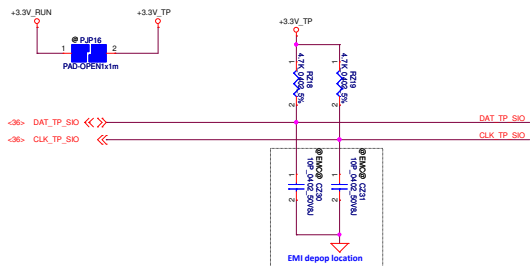 +3.3V_RUN
+3.3V_TP
@ PJP16
1
2
PAD-OPEN1x1m
+3.3V_TP
1
4.7K_0402_5%
RZ18
2
1
4.7K_0402_5%
RZ19
2
<36> DAT_TP_SIO
DAT_TP_SIO
<36> CLK_TP_SIO
CLK_TP_SIO
1
@EMC@ CZ30
10P_0402_50V8J
2
1
@EMC@ CZ31
10P_0402_50V8J
2
EMI depop location